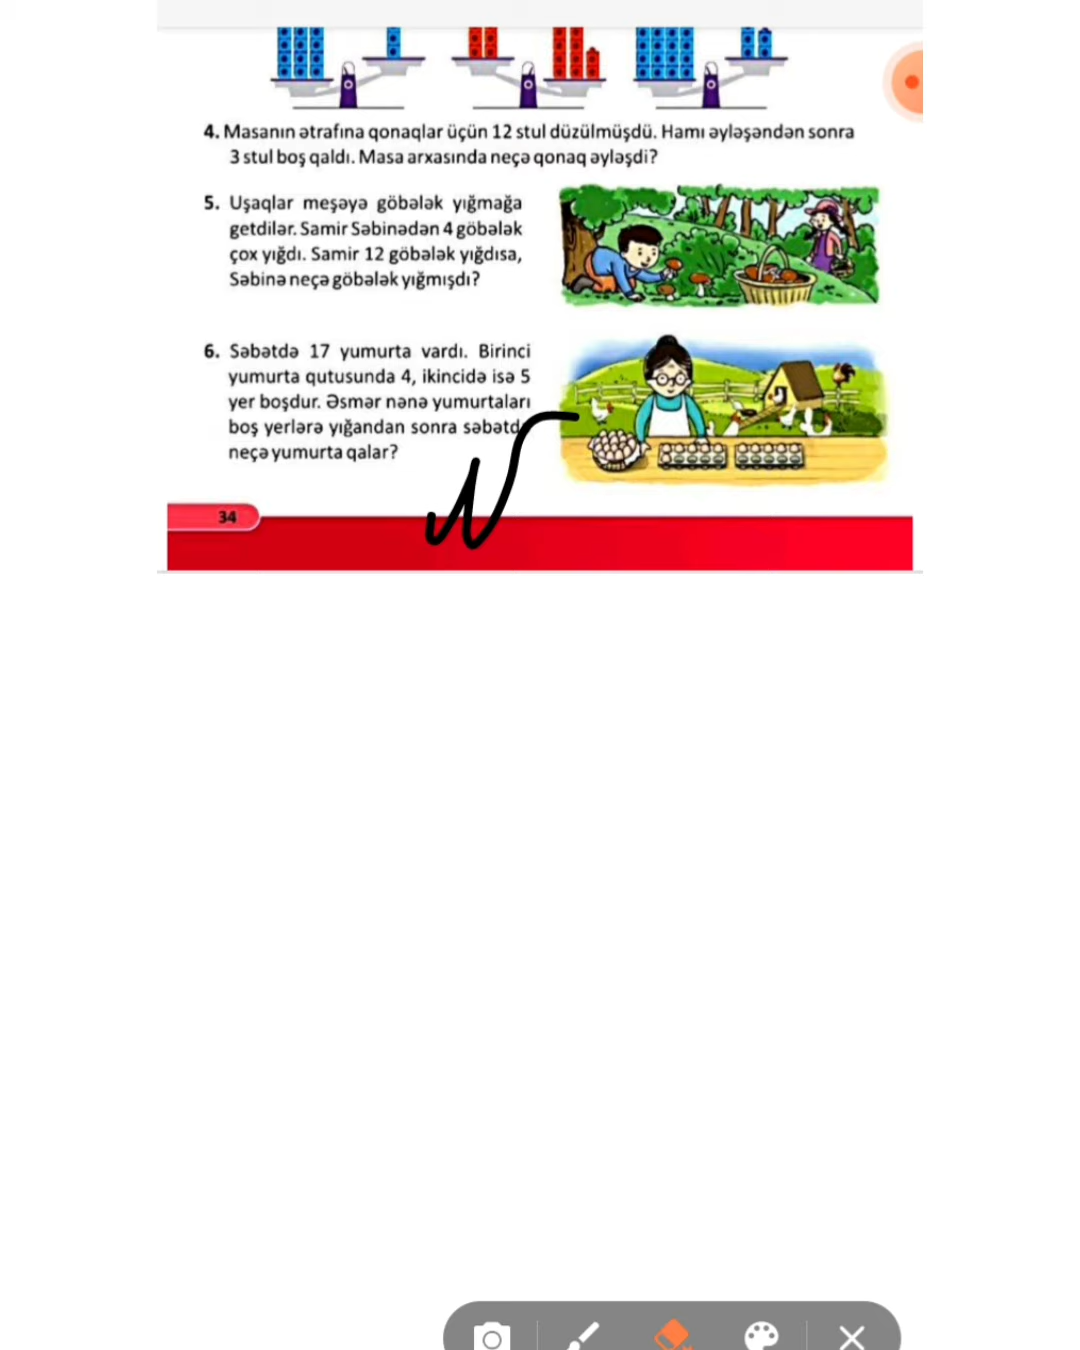 4. Masanın ətrafına qonaqlar üçün 12 stul düzülmüşdü. Hamı əyləşəndən sonra
3 stul boş qaldı. Masa arxasında neçə qonaq əyləşdi?
5. Uşaqlar meşəyə göbələk yığmağa
getdilər. Samir Səbinədən 4 göbələk
çox yığdı. Samir 12 göbələk yığdısa,
Səbinə neçə göbələk yığmışdı?
6. Səbətdə 17 yumurta vardı. Birinci
yumurta qutusunda 4, ikincidə isə 5
yer boşdur. Əsmər nənə yumurtaları
boş yerlərə yığandan sonra səbətd
neçə yumurta qalar?
34